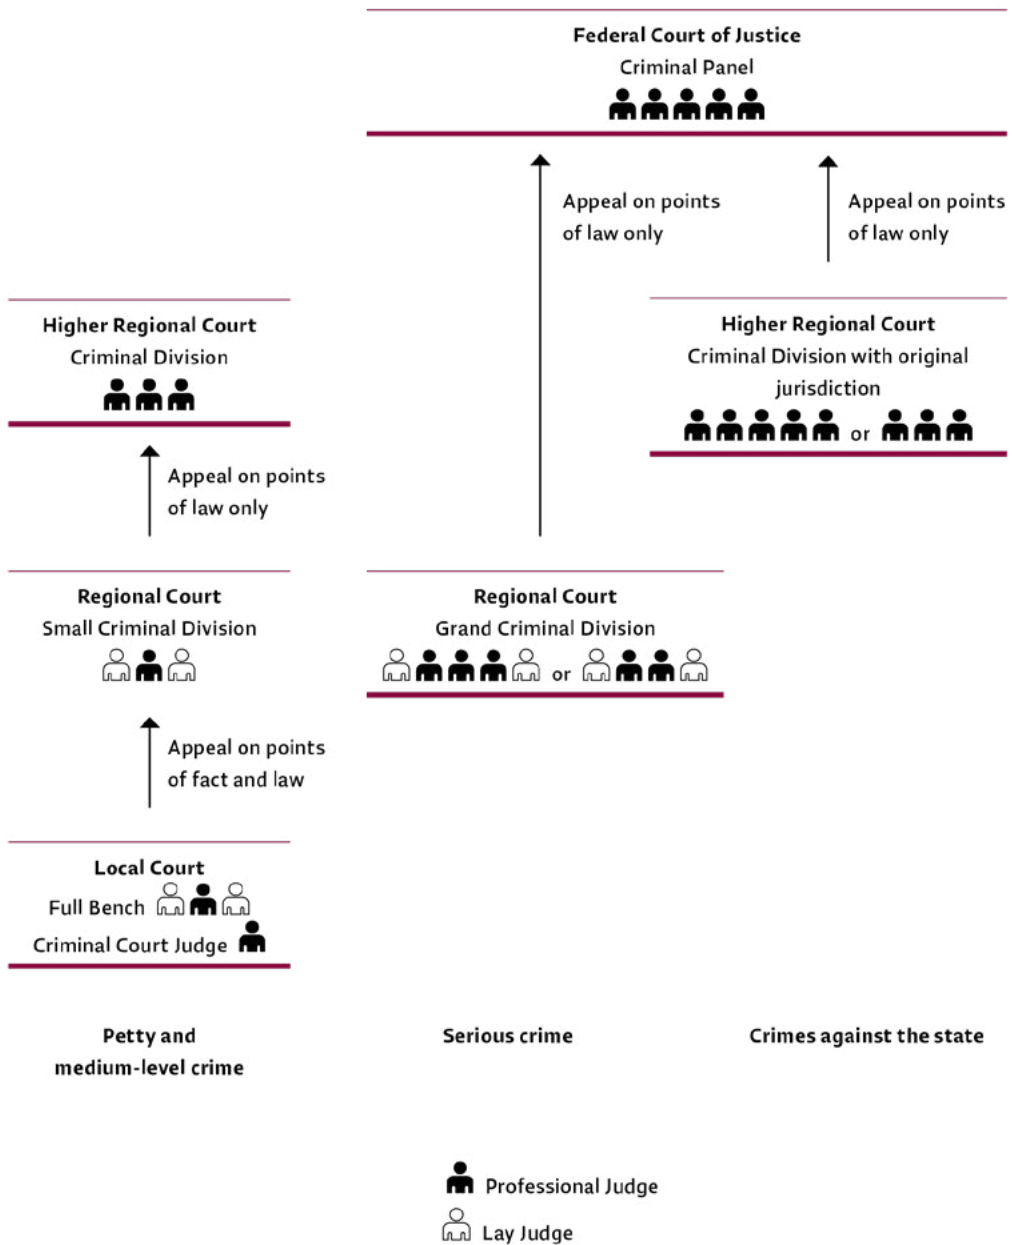 Federal Court of Justice
Criminal Panel
Appeal on points
of law only
Appeal on points
of law only
Higher Regional Court
Criminal Division
Higher Regional Court
Criminal Division with original
jurisdiction
or
Appeal on points
of law only
Regional Court
Small Criminal Division
Regional Court
Grand Criminal Division
or
Appeal on points
of fact and law
Local Court
Full Bench
Criminal Court Judge
Petty and
medium-level crime
Serious crime
Crimes against the state
Professional Judge
Lay Judge